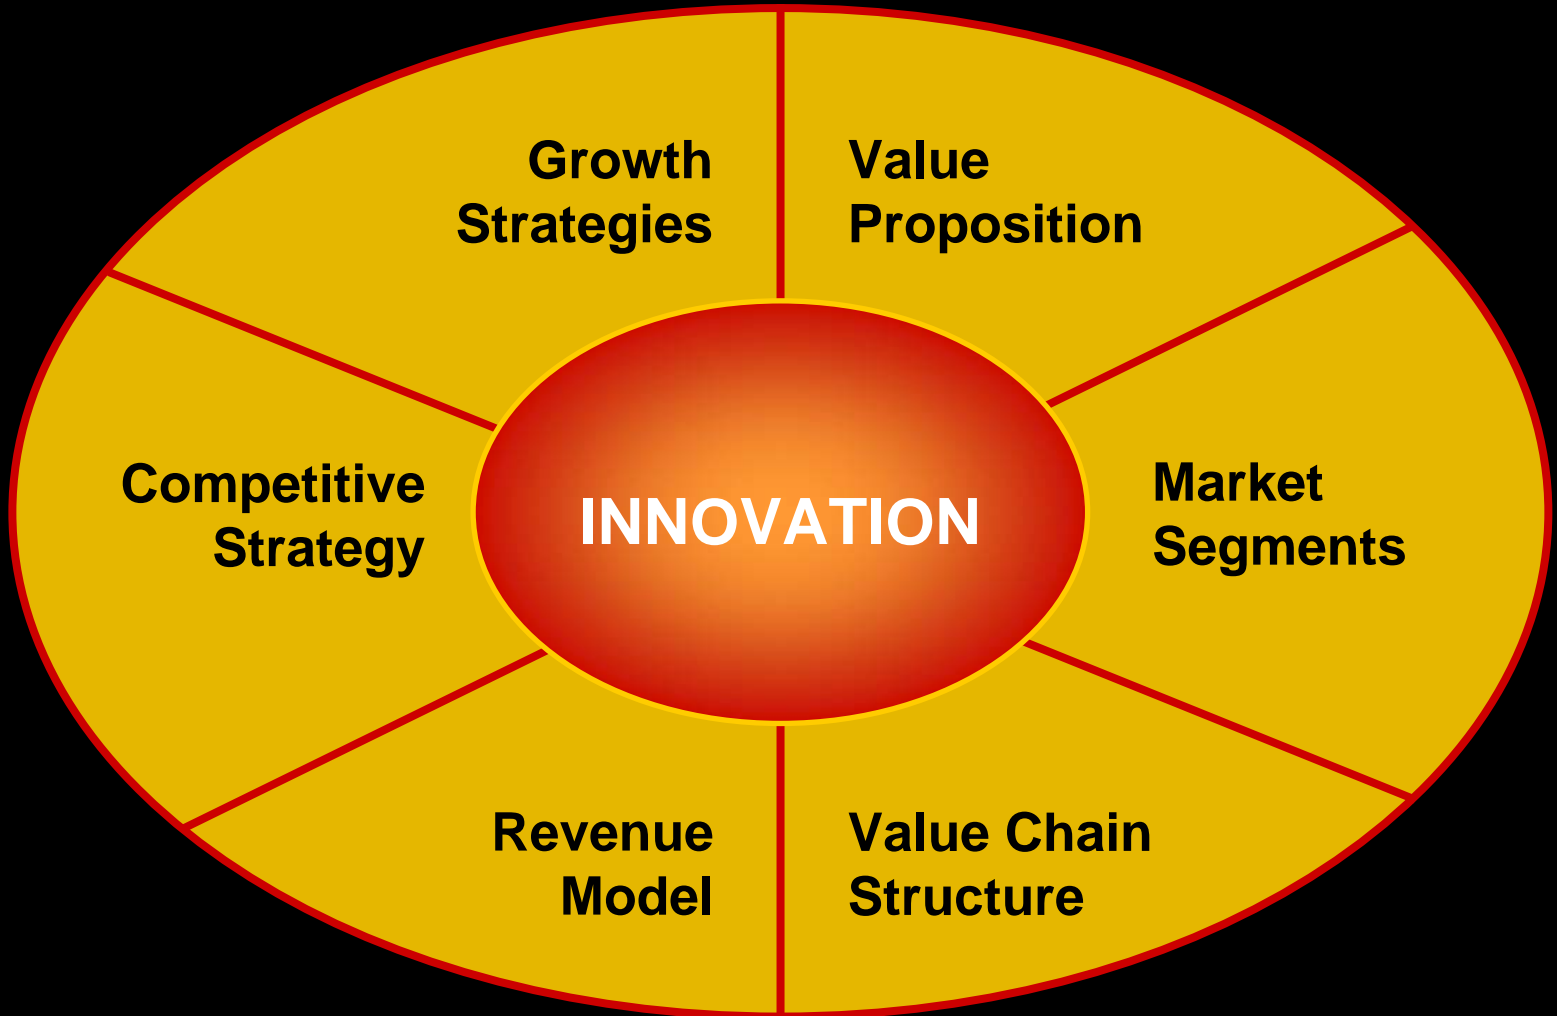 Growth
Strategies
Value
Proposition
Competitive
Strategy
INNOVATION
Market
Segments
Revenue
Model
Value Chain
Structure